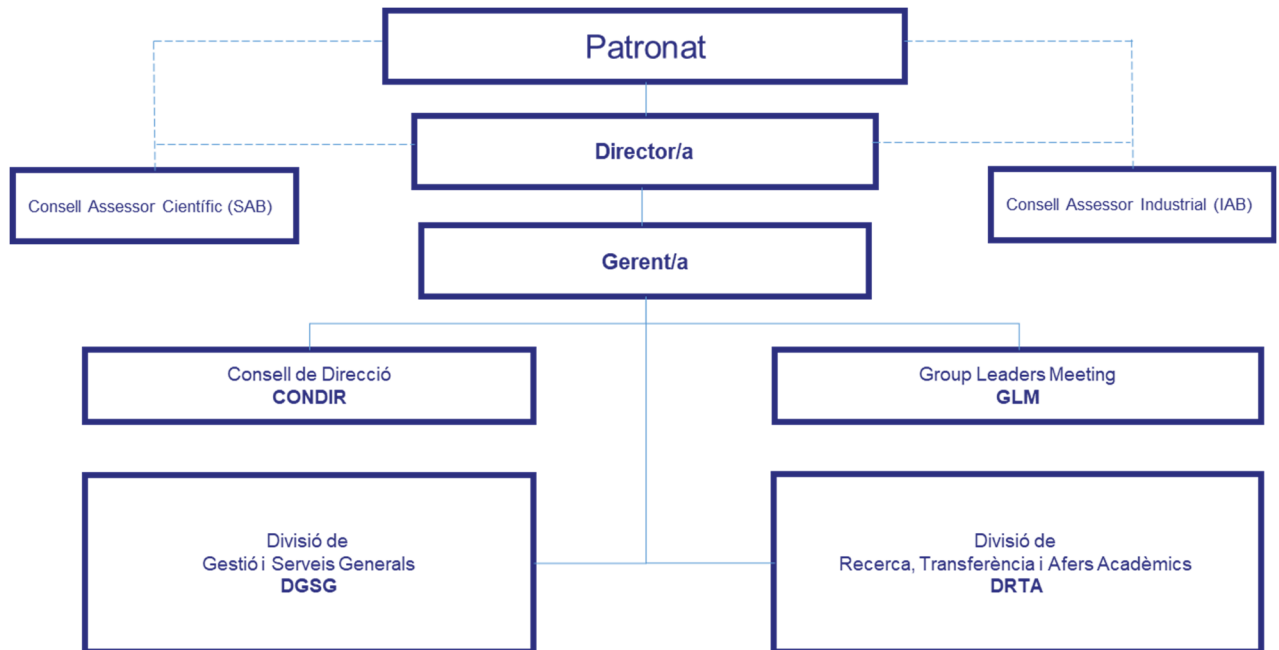 Patronat
Director/a
Consell Assessor Científic (SAB)
Consell Assessor Industrial (IAB)
Gerent/a
Consell de Direcció
CONDIR
Group Leaders Meeting
GLM
Divisió de
Gestió i Serveis Generals
DGSG
Divisió de
Recerca, Transferència i Afers Acadèmics
DRTA